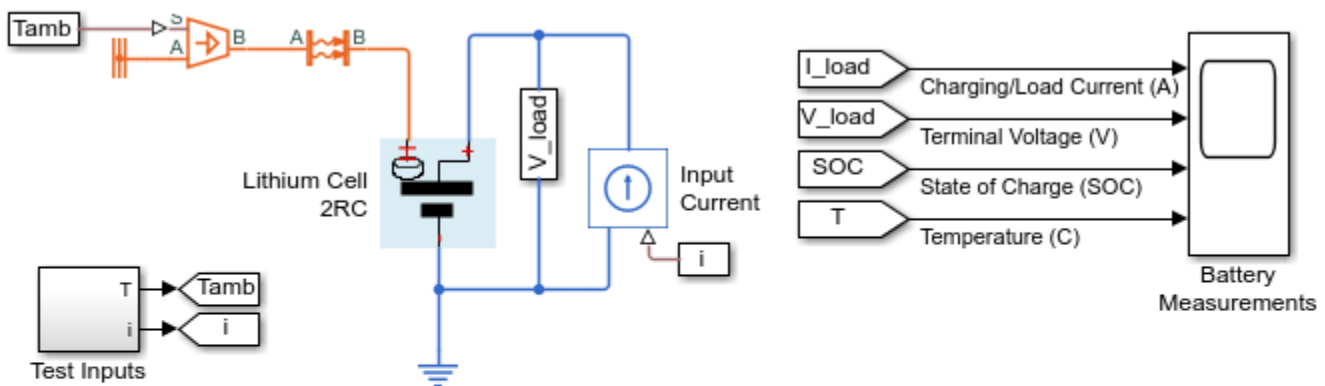 Tamb
S
A
B
A
B
Lithium Cell
2RC
V_load
Input
Current
i
T
i
Tamb
i
Test Inputs
I_load
Charging/Load Current (A)
V_load
Terminal Voltage (V)
SOC
State of Charge (SOC)
T
Temperature (C)
Battery
Measurements